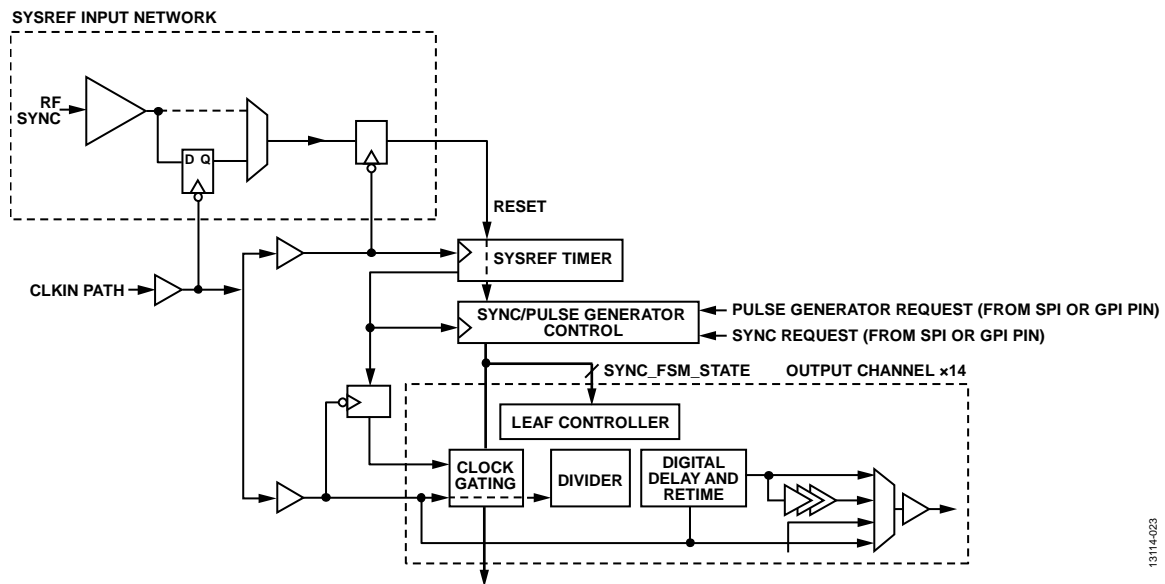 SYSREF INPUT NETWORK
RF
SYNC
D Q
RESET
SYSREF TIMER
CLKIN PATH
SYNC/PULSE GENERATOR
CONTROL
PULSE GENERATOR REQUEST (FROM SPI OR GPI PIN)
SYNC REQUEST (FROM SPI OR GPI PIN)
SYNC_FSM_STATE
OUTPUT CHANNEL ×14
LEAF CONTROLLER
CLOCK
GATING
DIVIDER
DIGITAL
DELAY AND
RETIME
13114-023